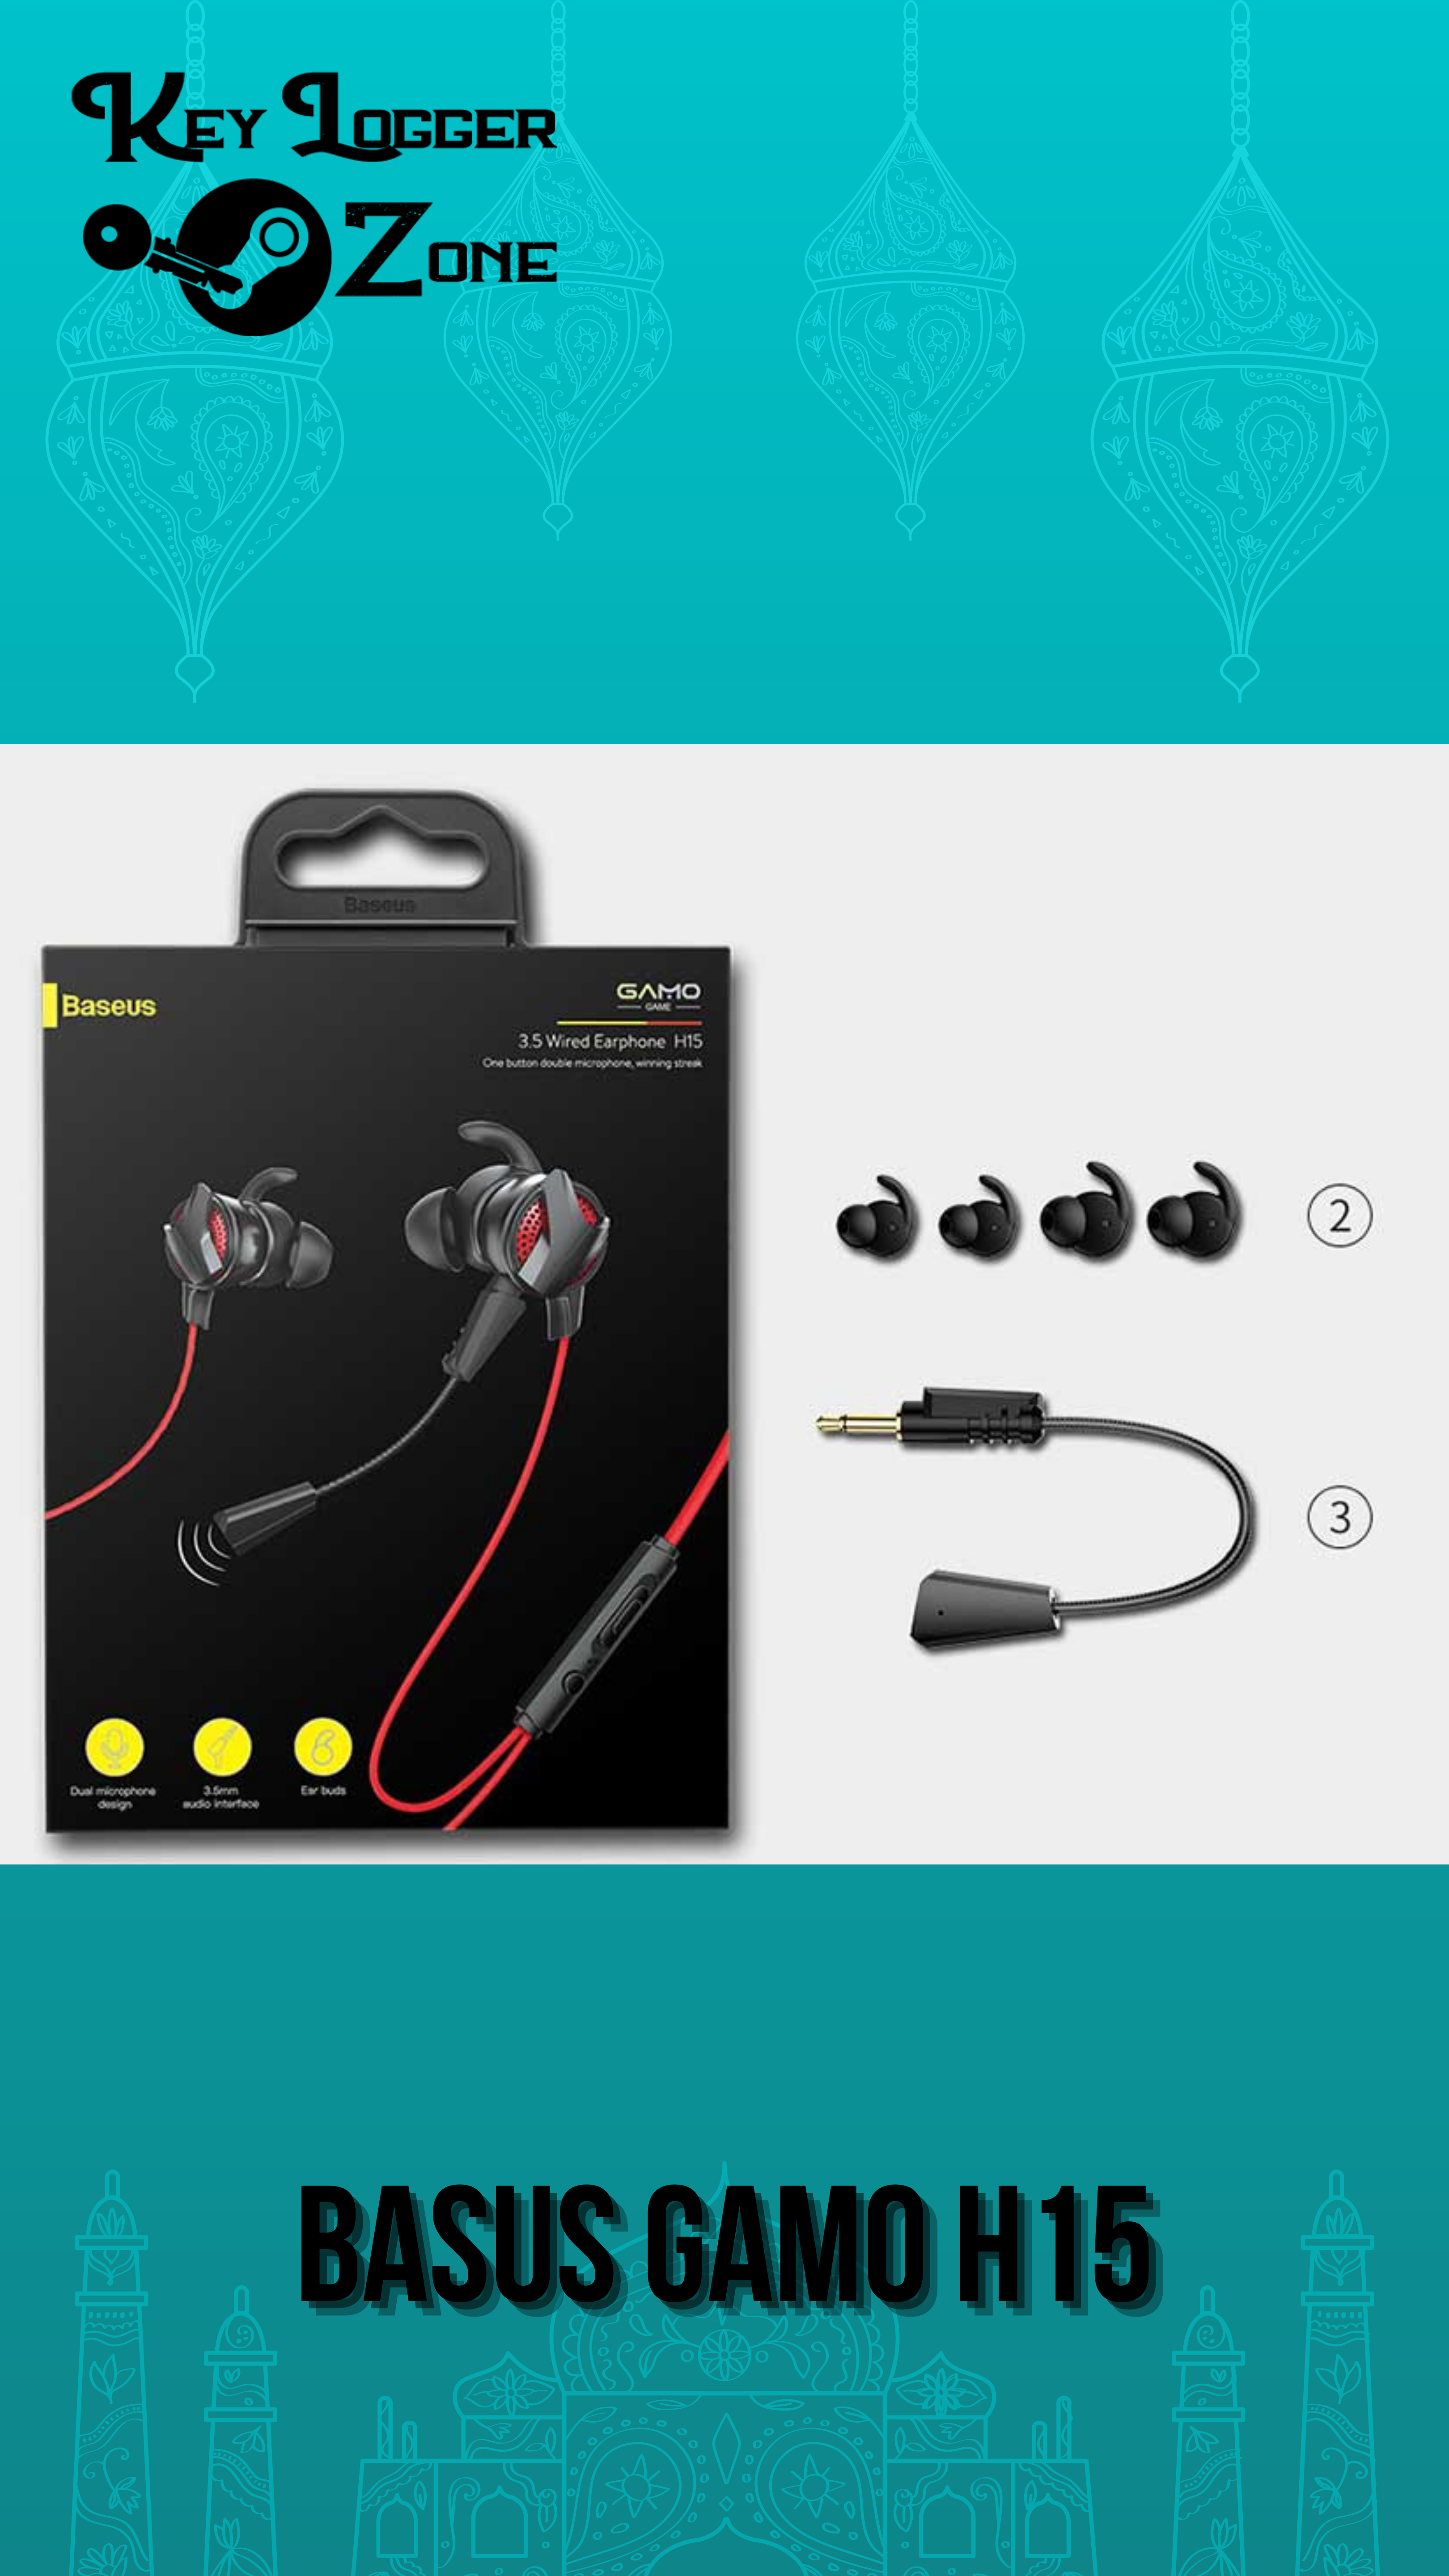 KEY LOGGER
ZONE
Baseus
Baseus
GAMO
GAME
3.5 Wired Earphone H15
One button double microphone, winning streak
2
3
Dual microphone
design
3.5mm
audio interface
Ear buds
BASUS GAMO H15